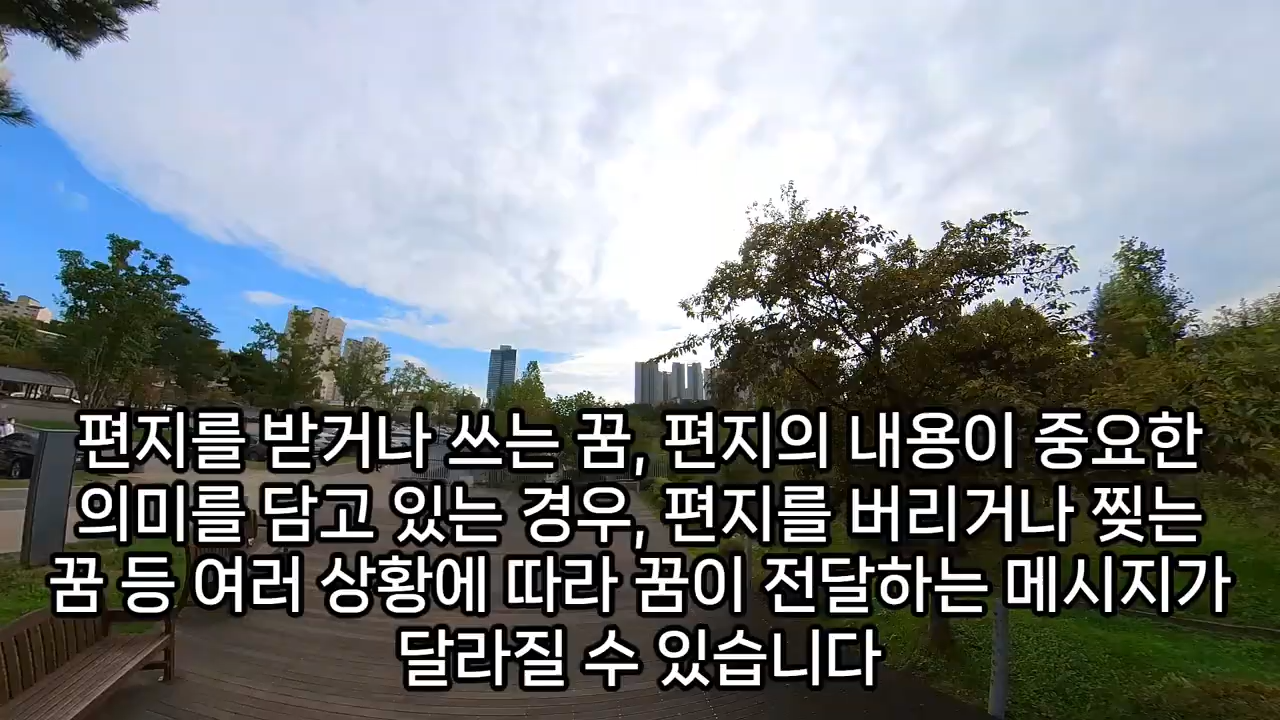 편지를 받거나 쓰는 꿈, 편지의 내용이 중요한
의미를 담고 있는 경우, 편지를 버리거나 찢는
꿈 등 여러 상황에 따라 꿈이 전달하는 메시지가
달라질 수 있습니다